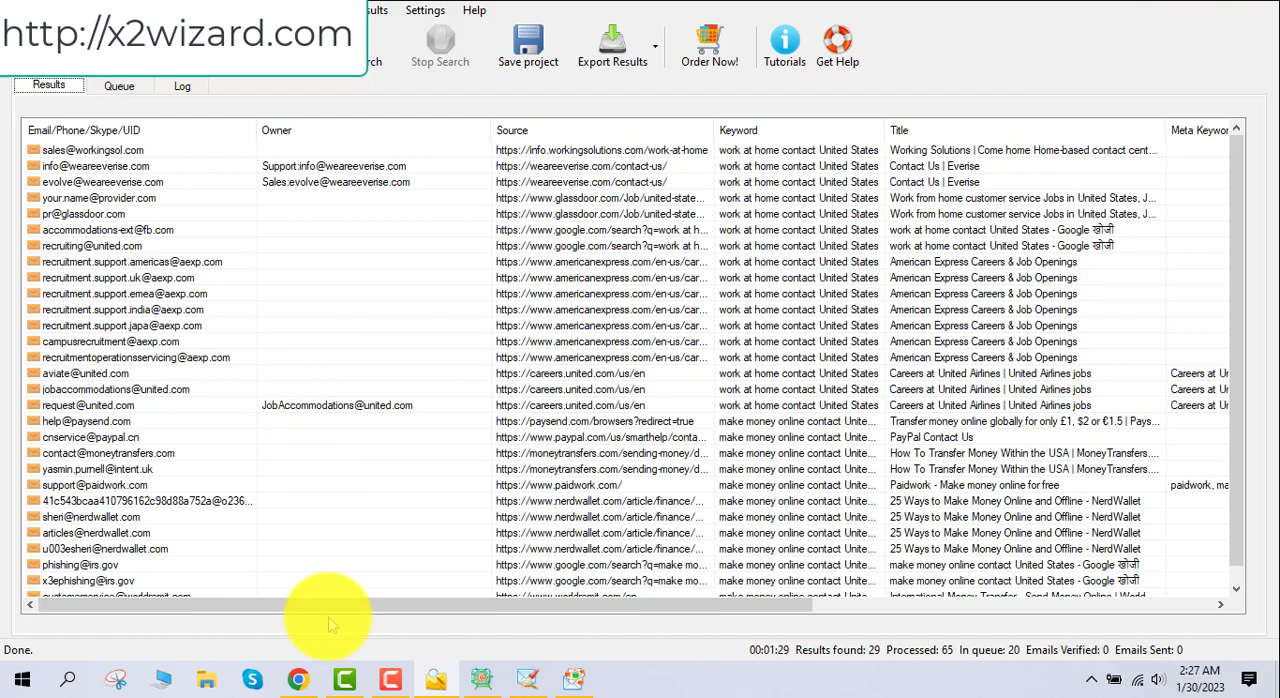 http://x2wizard.com
Settings Help
Stop Search Save project Export Results Order Now! Tutorials Get Help
Results Queue Log
Email/Phone/Skype/UID Owner Source Keyword Title
sales@workingsol.com https://info.workingsolutions.com/work-at-home work at home contact United States Working Solutions | Come home Home-based contact cent...
info@weareeverise.com Support:info@weareeverise.com https://weareeverise.com/contact-us/ work at home contact United States Contact Us | Everise
evolve@weareeverise.com Sales:evolve@weareeverise.com https://weareeverise.com/contact-us/ work at home contact United States Contact Us | Everise
your.name@provider.com https://www.glassdoor.com/Job/united-state... work at home contact United States Work from home customer service Jobs in United States, J...
pr@glassdoor.com https://www.glassdoor.com/Job/united-state... work at home contact United States Work from home customer service Jobs in United States, J...
accommodations-ext@fb.com https://www.google.com/search?q=work at h... work at home contact United States work at home contact United States - Google खोजी
recruiting@united.com https://www.google.com/search?q=work at h... work at home contact United States work at home contact United States - Google खोजी
recruitment.support.americas@aexp.com https://www.americanexpress.com/en-us/car... work at home contact United States American Express Careers & Job Openings
recruitment.support.uk@aexp.com https://www.americanexpress.com/en-us/car... work at home contact United States American Express Careers & Job Openings
recruitment.support.emea@aexp.com https://www.americanexpress.com/en-us/car... work at home contact United States American Express Careers & Job Openings
recruitment.support.india@aexp.com https://www.americanexpress.com/en-us/car... work at home contact United States American Express Careers & Job Openings
recruitment.support.japa@aexp.com https://www.americanexpress.com/en-us/car... work at home contact United States American Express Careers & Job Openings
campusrecruitment@aexp.com https://www.americanexpress.com/en-us/car... work at home contact United States American Express Careers & Job Openings
recruitmentoperationsservicing@aexp.com https://www.americanexpress.com/en-us/car... work at home contact United States American Express Careers & Job Openings
aviate@united.com https://careers.united.com/us/en work at home contact United States Careers at United Airlines | United Airlines jobs Careers at
jobaccommodations@united.com https://careers.united.com/us/en work at home contact United States Careers at United Airlines | United Airlines jobs Careers at
request@united.com JobAccommodations@united.com https://careers.united.com/us/en work at home contact United States Careers at United Airlines | United Airlines jobs Careers at
help@paysend.com https://paysend.com/browsers?redirect=true make money online contact Unite... Transfer money online globally for only £1, $2 or €1.5 | Pays...
cnservice@paypal.cn https://www.paypal.com/us/smarthelp/conta... make money online contact Unite... PayPal Contact Us
contact@moneytransfers.com https://moneytransfers.com/sending-money/d... make money online contact Unite... How To Transfer Money Within the USA | MoneyTransfers....
yasmin.purnell@intent.uk https://moneytransfers.com/sending-money/d... make money online contact Unite... How To Transfer Money Within the USA | MoneyTransfers....
support@paidwork.com https://www.paidwork.com/ make money online contact Unite... Paidwork - Make money online for free paidwork, ma
41c543bcaa410796162c98d88a752a@o236... https://www.nerdwallet.com/article/finance/... make money online contact Unite... 25 Ways to Make Money Online and Offline - NerdWallet
sheri@nerdwallet.com https://www.nerdwallet.com/article/finance/... make money online contact Unite... 25 Ways to Make Money Online and Offline - NerdWallet
articles@nerdwallet.com https://www.nerdwallet.com/article/finance/... make money online contact Unite... 25 Ways to Make Money Online and Offline - NerdWallet
u003esheri@nerdwallet.com https://www.nerdwallet.com/article/finance/... make money online contact Unite... 25 Ways to Make Money Online and Offline - NerdWallet
phishing@irs.gov https://www.google.com/search?q=make mo... make money online contact Unite... make money online contact United States - Google खोजी
x3ephishing@irs.gov https://www.google.com/search?q=make mo... make money online contact Unite... make money online contact United States - Google खोजी
customerservice@worldremit.com https://www.worldremit.com/en make money online contact Unite... International Money Transfer - Send Money Online | World
Done. 00:01:29 Results found: 29 Processed: 65 In queue: 20 Emails Verified: 0 Emails Sent: 0
2:27 AM
1/30/2023